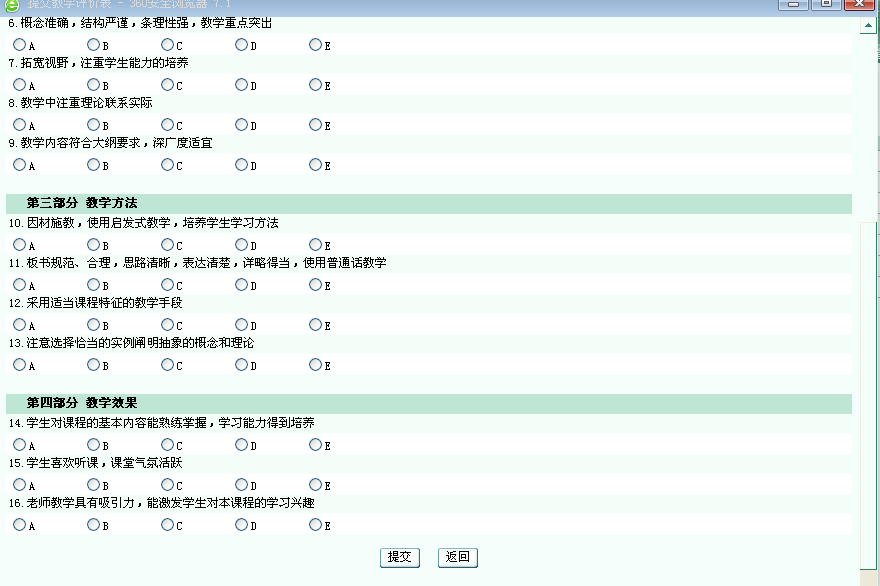 提交教学评价表 - 360安全浏览器 7.1
6.概念准确，结构严谨，条理性强，教学重点突出
A B C D E
7.拓宽视野，注重学生能力的培养
A B C D E
8.教学中注重理论联系实际
A B C D E
9.教学内容符合大纲要求，深广度适宜
A B C D E
第三部分 教学方法
10.因材施教，使用启发式教学，培养学生学习方法
A B C D E
11.板书规范、合理，思路清晰，表达清楚，详略得当，使用普通话教学
A B C D E
12.采用适当课程特征的教学手段
A B C D E
13.注意选择恰当的实例阐明抽象的概念和理论
A B C D E
第四部分 教学效果
14.学生对课程的基本内容能熟练掌握，学习能力得到培养
A B C D E
15.学生喜欢听课，课堂气氛活跃
A B C D E
16.老师教学具有吸引力，能激发学生对本课程的学习兴趣
A B C D E
提交 返回